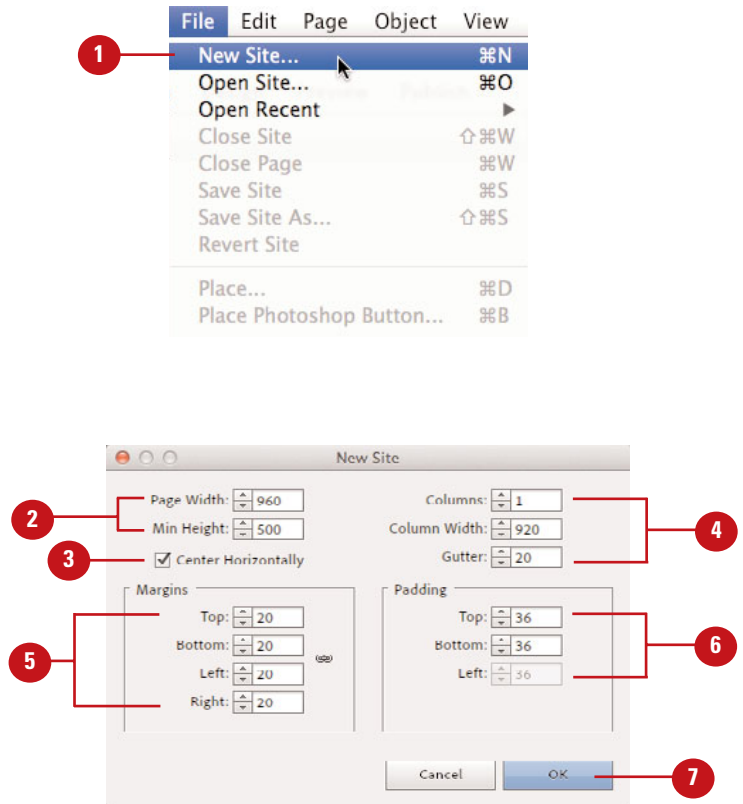 File Edit Page Object View
1
New Site... ⌘N
Open Site... ⌘O
Open Recent ▶
Close Site ⇧⌘W
Close Page ⌘W
Save Site ⌘S
Save Site As... ⇧⌘S
Revert Site
Place... ⌘D
Place Photoshop Button... ⌘B
New Site
2
Page Width: 960
Min Height: 500
3
Center Horizontally
Columns: 1
Column Width: 920
Gutter: 20
4
Margins
5
Top: 20
Bottom: 20
Left: 20
Right: 20
Padding
Top: 36
Bottom: 36
Left: 36
6
Cancel OK
7